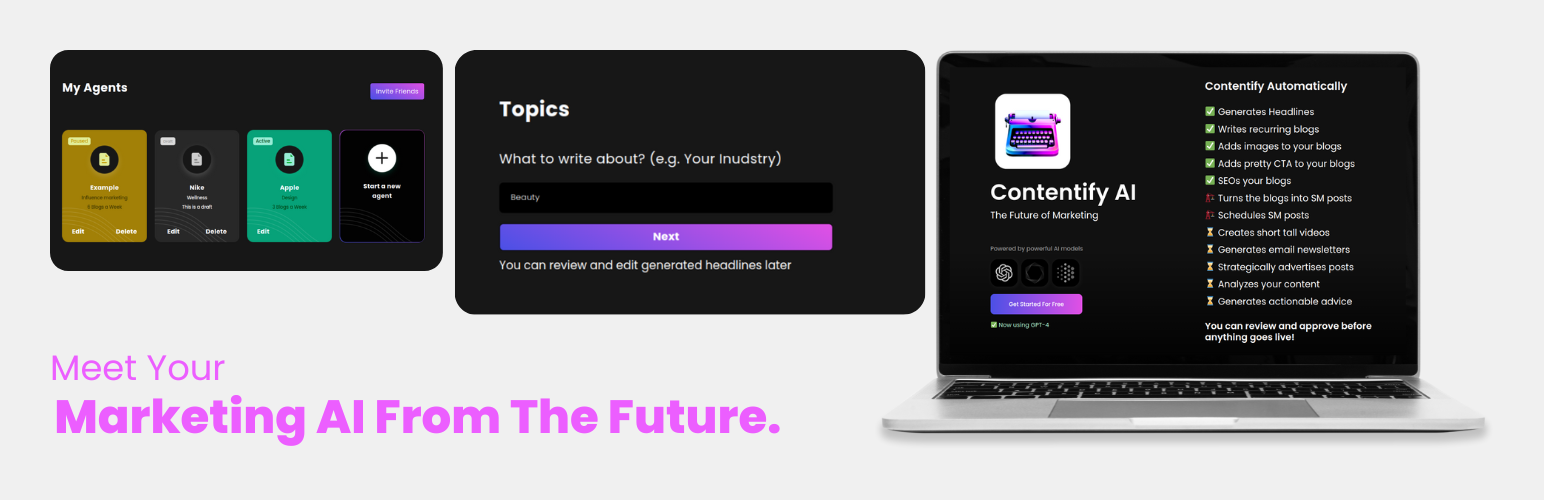 My Agents
Invite Friends
Paused
Example
Influence marketing
6 Blogs a Week
Edit
Delete
Draft
Nike
Wellness
This is a draft
Edit
Delete
Active
Apple
Design
3 Blogs a Week
Edit
Start a new
agent
Topics
What to write about? (e.g. Your Inudstry)
Beauty
Next
You can review and edit generated headlines later
Contentify AI
The Future of Marketing
Powered by powerful AI models
Get Started For Free
✅ Now using GPT-4
Contentify Automatically
✅ Generates Headlines
✅ Writes recurring blogs
✅ Adds images to your blogs
✅ Adds pretty CTA to your blogs
✅ SEOs your blogs
Turns the blogs into SM posts
Schedules SM posts
⏳ Creates short tall videos
⏳ Generates email newsletters
⏳ Strategically advertises posts
⏳ Analyzes your content
⏳ Generates actionable advice
You can review and approve before
anything goes live!
Meet Your
Marketing AI From The Future.